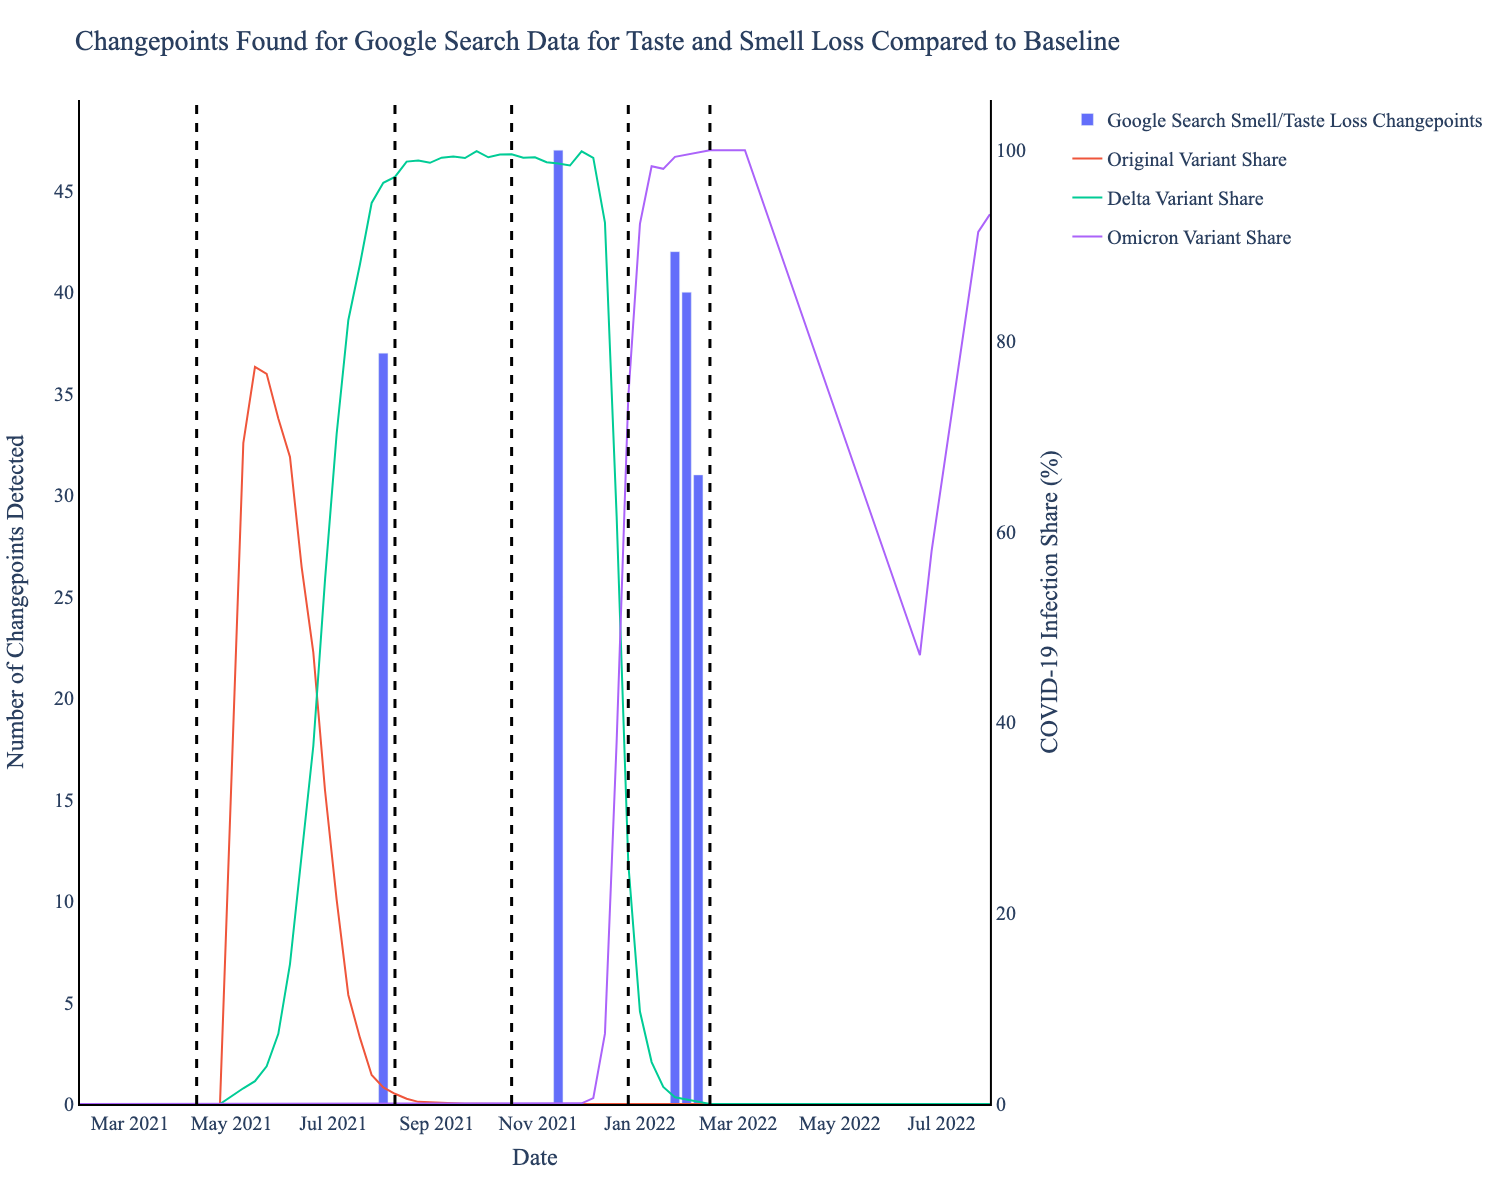 Changepoints Found for Google Search Data for Taste and Smell Loss Compared to Baseline
Google Search Smell/Taste Loss Changepoints
Original Variant Share
Delta Variant Share
Omicron Variant Share
Number of Changepoints Detected
45
40
35
30
25
20
15
10
5
0
100
80
60
40
20
0
COVID-19 Infection Share (%)
Mar 2021 May 2021 Jul 2021 Sep 2021 Nov 2021 Jan 2022 Mar 2022 May 2022 Jul 2022
Date